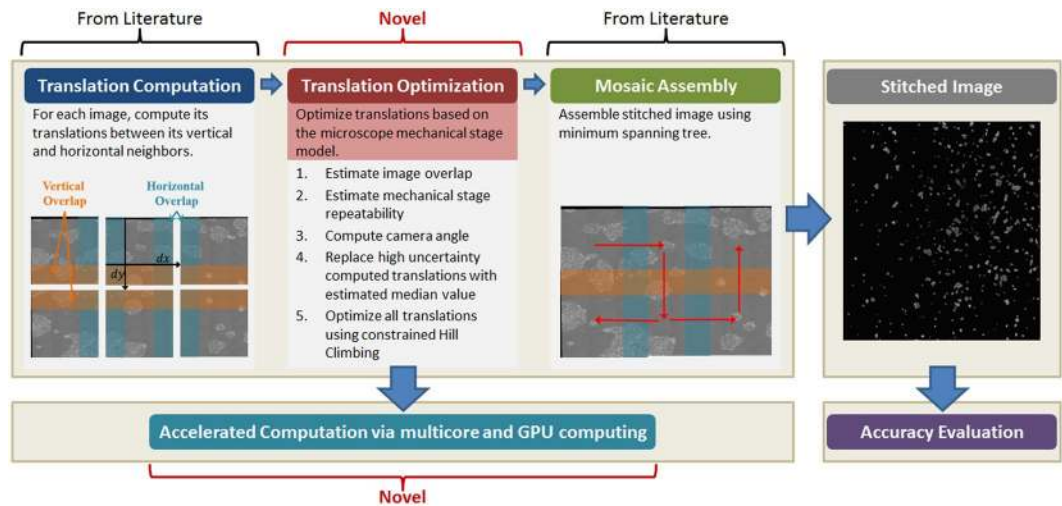 From Literature
Novel
From Literature
Translation Computation
For each image, compute its
translations between its vertical
and horizontal neighbors.
Vertical
Overlap
Horizontal
Overlap
dx
dy
Translation Optimization
Optimize translations based on
the microscope mechanical stage
model.
1. Estimate image overlap
2. Estimate mechanical stage
repeatability
3. Compute camera angle
4. Replace high uncertainty
computed translations with
estimated median value
5. Optimize all translations
using constrained Hill
Climbing
Mosaic Assembly
Assemble stitched image using
minimum spanning tree.
Stitched Image
Accelerated Computation via multicore and GPU computing
Accuracy Evaluation
Novel